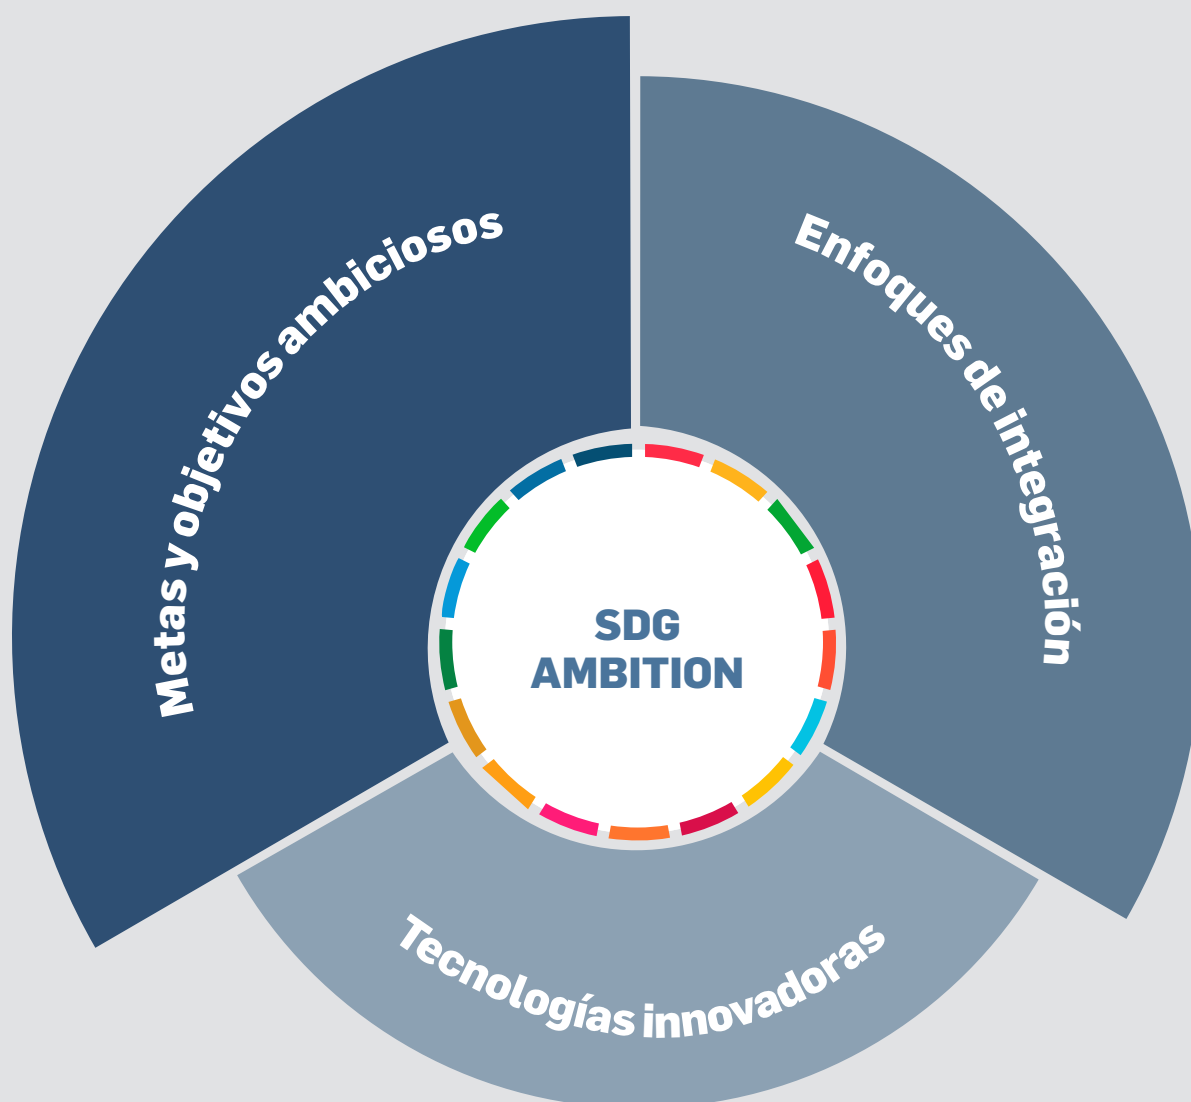 Metas y objetivos ambiciosos
Enfoques de integración
SDG
AMBITION
Tecnologías innovadoras